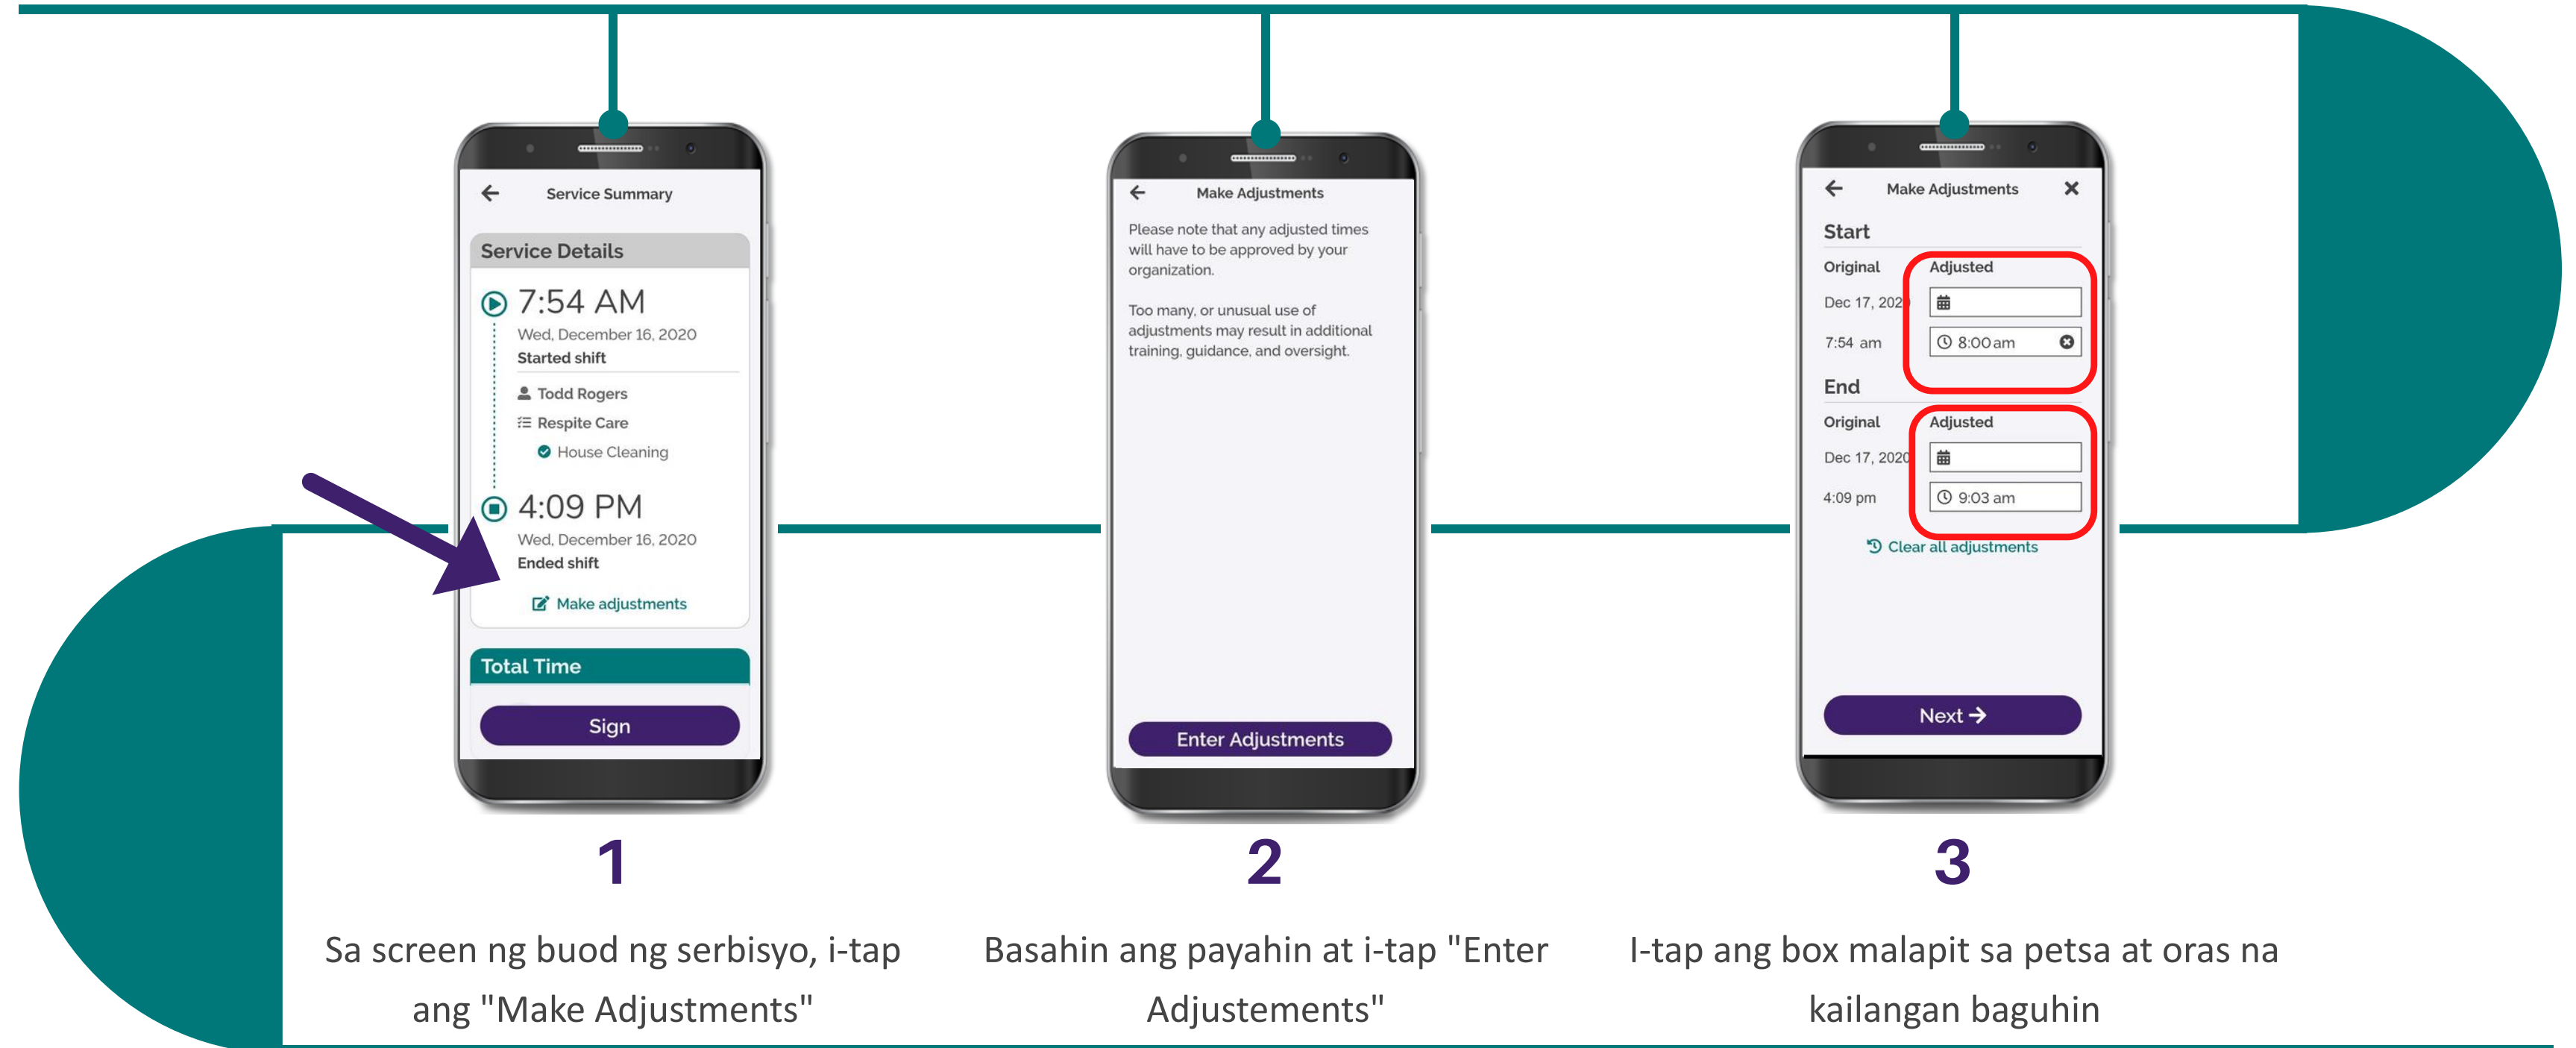 Service Summary
Service Details
7:54 AM
Wed, December 16, 2020
Started shift
Todd Rogers
Respite Care
House Cleaning
4:09 PM
Wed, December 16, 2020
Ended shift
Make adjustments
Total Time
Sign
1
Sa screen ng buod ng serbisyo, i-tap
ang "Make Adjustments"
Make Adjustments
Please note that any adjusted times
will have to be approved by your
organization.
Too many, or unusual use of
adjustments may result in additional
training, guidance, and oversight.
Enter Adjustments
2
Basahin ang payahin at i-tap "Enter
Adjustements"
Make Adjustments
Start
Original Adjusted
Dec 17, 202
7:54 am 8:00 am
End
Original Adjusted
Dec 17, 2020
4:09 pm 9:03 am
Clear all adjustments
Next
3
I-tap ang box malapit sa petsa at oras na
kailangan baguhin